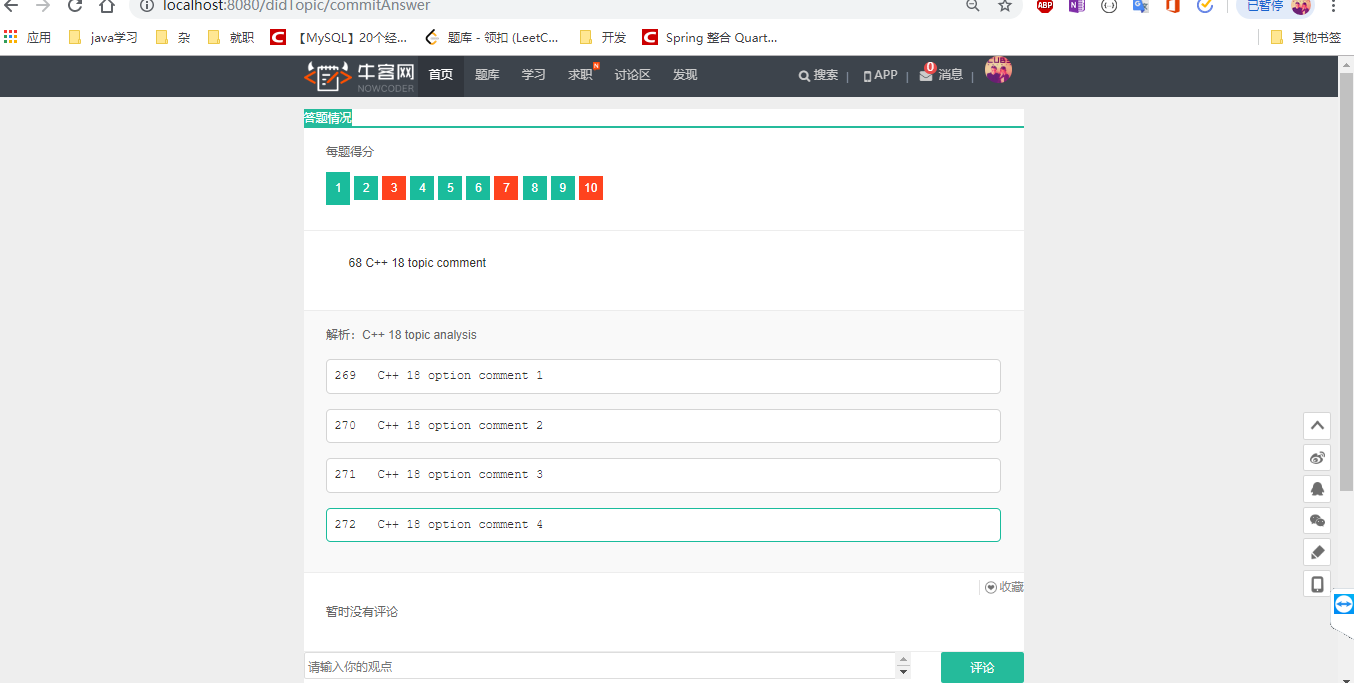 localhost:8080/didTopic/commitAnswer
ABP
N
已暂停
应用
java学习
杂
就职
【MySQL】20个经...
题库 - 领扣 (LeetC...
开发
Spring 整合 Quart...
其他书签
牛客网
NOWCODER
首页
题库
学习
求职
N
讨论区
发现
搜索 |
APP |
0
消息 |
答题情况
每题得分
1 2 3 4 5 6 7 8 9 10
68 C++ 18 topic comment
解析：C++ 18 topic analysis
269 C++ 18 option comment 1
270 C++ 18 option comment 2
271 C++ 18 option comment 3
272 C++ 18 option comment 4
收藏
暂时没有评论
请输入你的观点
评论